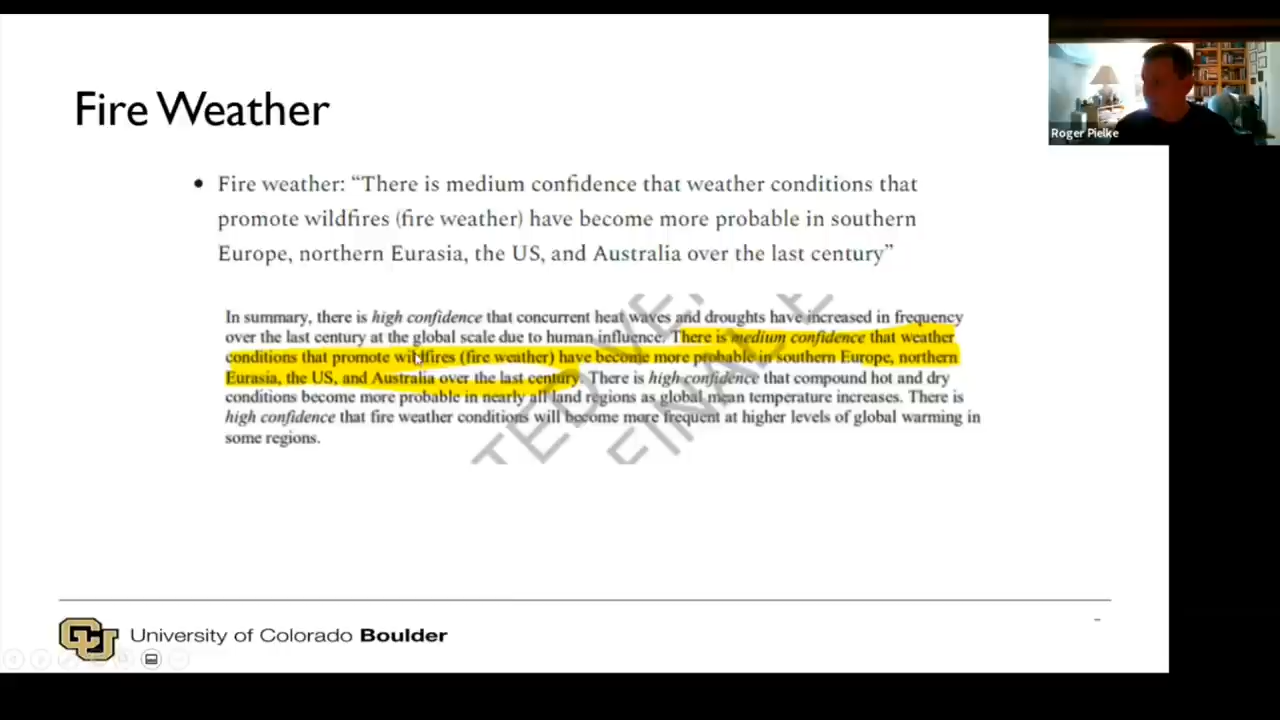 Fire Weather
Roger Pielke
• Fire weather: “There is medium confidence that weather conditions that
promote wildfires (fire weather) have become more probable in southern
Europe, northern Eurasia, the US, and Australia over the last century”
In summary, there is high confidence that concurrent heat waves and droughts have increased in frequency
over the last century at the global scale due to human influence. There is medium confidence that weather
conditions that promote wildfires (fire weather) have become more probable in southern Europe, northern
Eurasia, the US, and Australia over the last century. There is high confidence that compound hot and dry
conditions become more probable in nearly all land regions as global mean temperature increases. There is
high confidence that fire weather conditions will become more frequent at higher levels of global warming in
some regions.
TED VE
FINAL E
CU University of Colorado Boulder